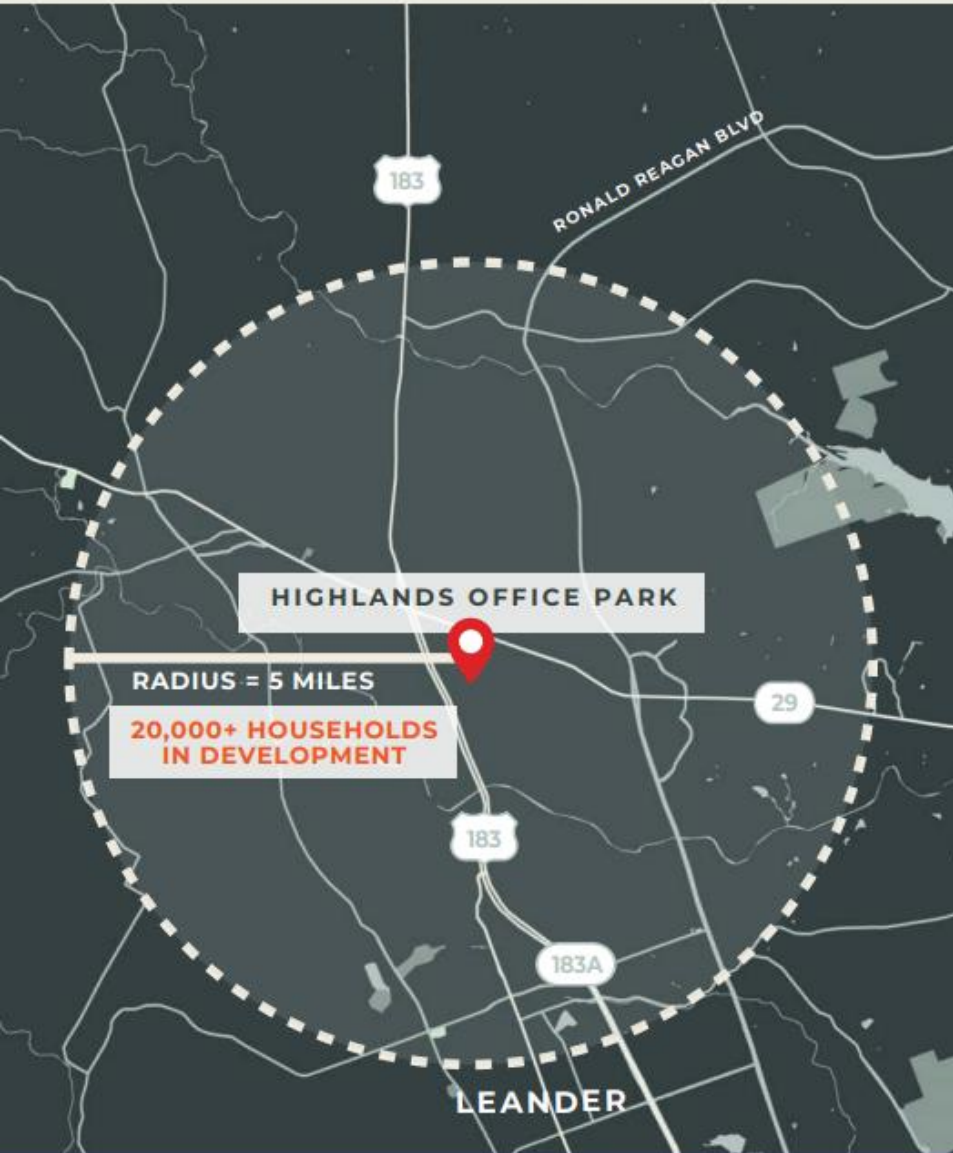 183
RONALD REAGAN BLVD
HIGHLANDS OFFICE PARK
RADIUS = 5 MILES
20,000+ HOUSEHOLDS
IN DEVELOPMENT
29
183
183A
LEANDER